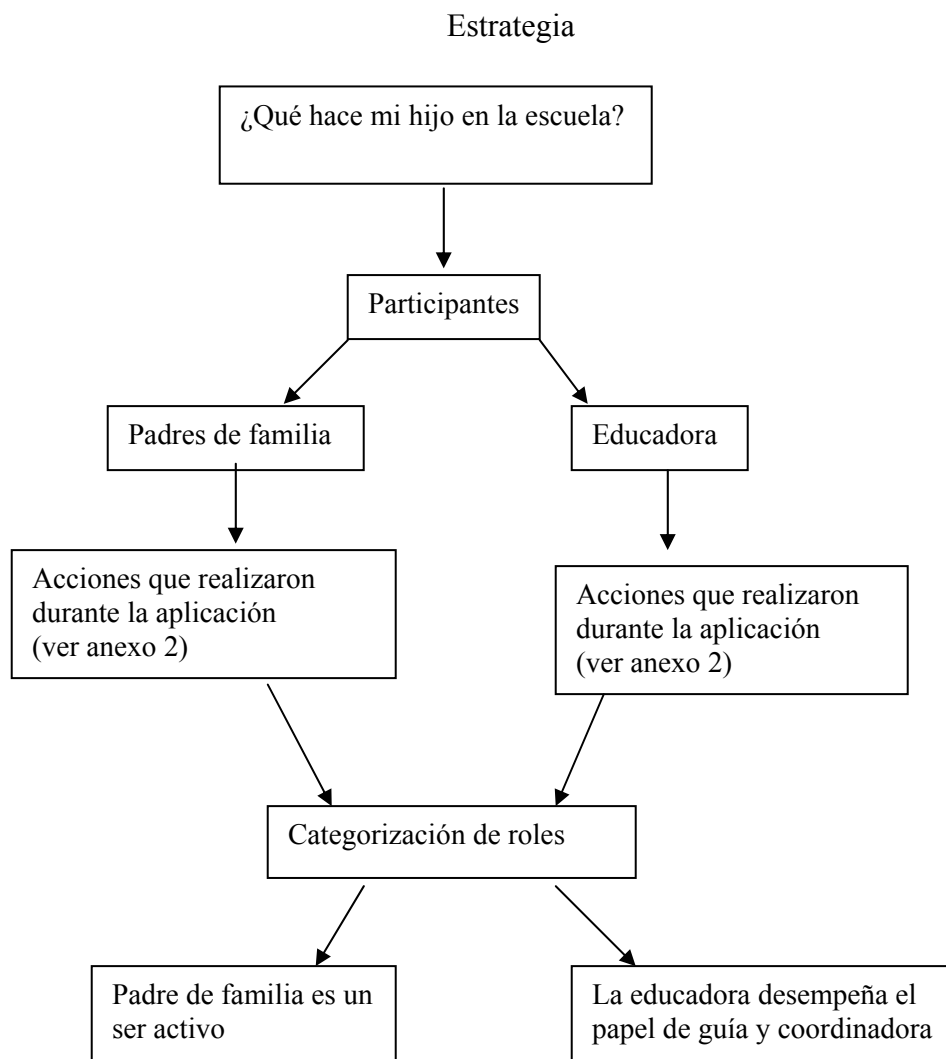 Estrategia
¿Qué hace mi hijo en la escuela?
Participantes
Padres de familia
Educadora
Acciones que realizaron
durante la aplicación
(ver anexo 2)
Acciones que realizaron
durante la aplicación
(ver anexo 2)
Categorización de roles
Padre de familia es un
ser activo
La educadora desempeña el
papel de guía y coordinadora